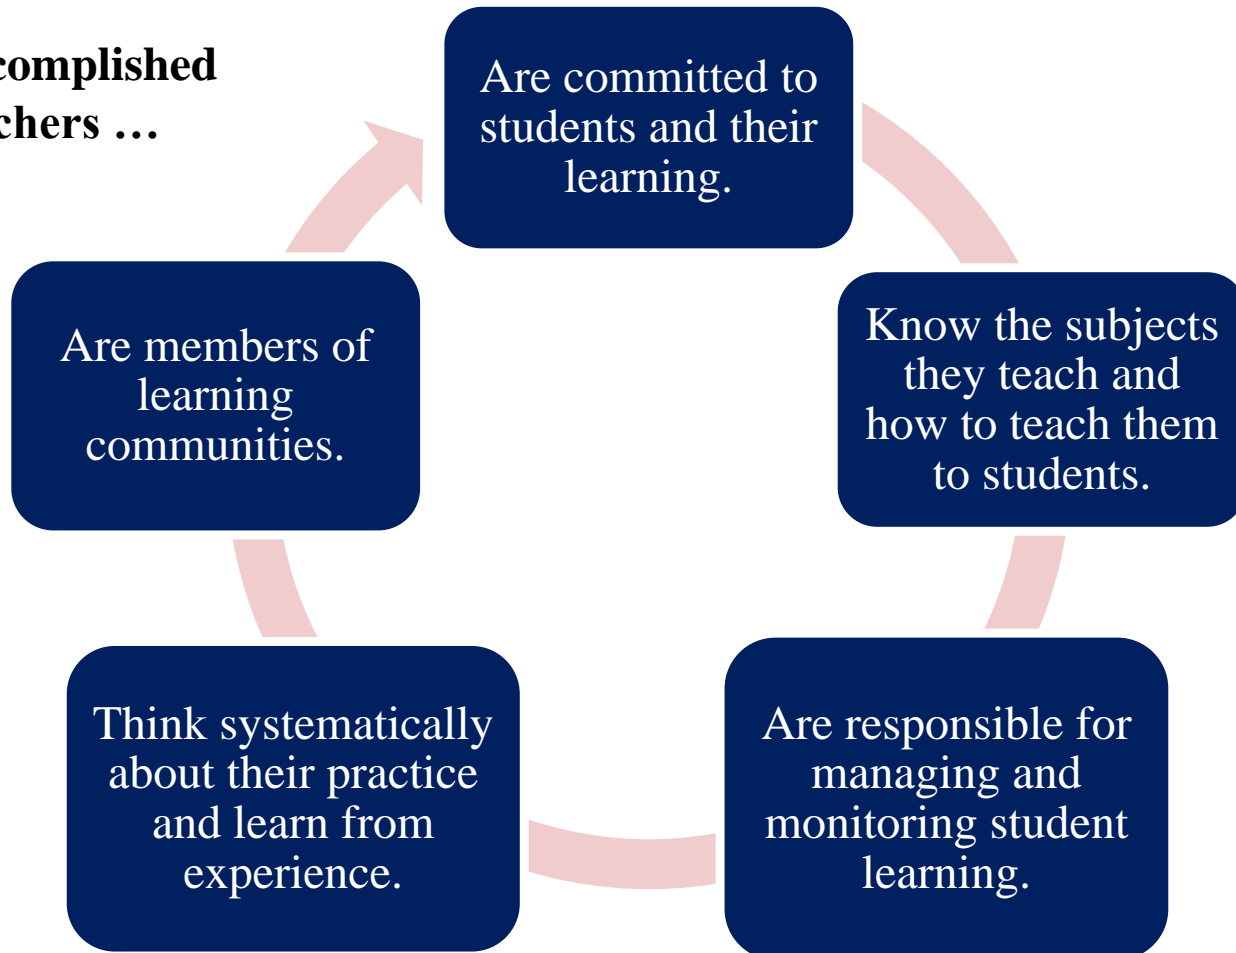 complished
chers …
Are committed to
students and their
learning.
Know the subjects
they teach and
how to teach them
to students.
Are responsible for
managing and
monitoring student
learning.
Think systematically
about their practice
and learn from
experience.
Are members of
learning
communities.